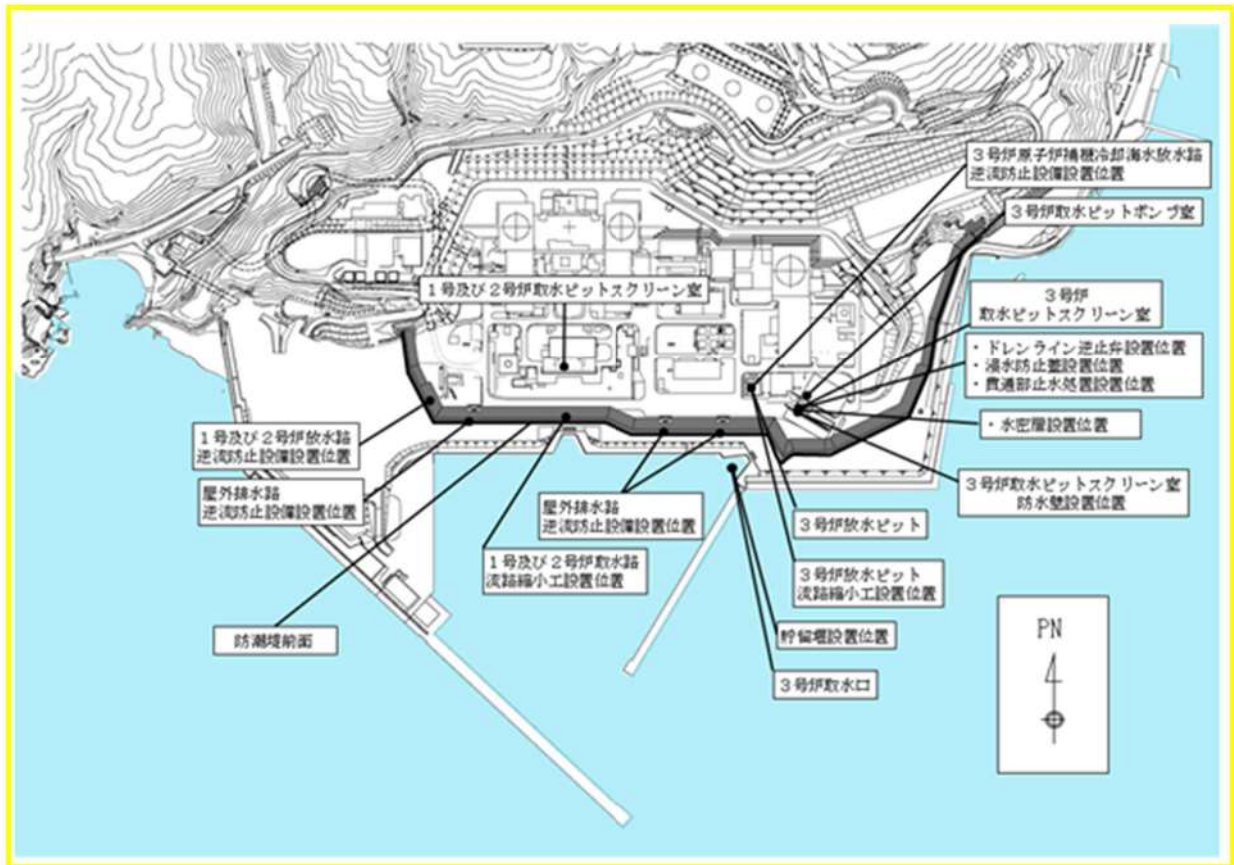 3号炉原子炉補機冷却海水放水路
逆流防止設備設置位置
3号炉取水ピットポンプ室
1号及び2号炉取水ピットスクリーン室
3号炉
取水ピットスクリーン室
・ドレンライン逆止弁設置位置
・浸水防止蓋設置位置
・貫通部止水処置設置位置
・水密扉設置位置
1号及び2号炉放水路
逆流防止設備設置位置
屋外排水路
逆流防止設備設置位置
屋外排水路
逆流防止設備設置位置
3号炉取水ピットスクリーン室
防水壁設置位置
3号炉放水ピット
1号及び2号炉取水路
流路縮小工設置位置
3号炉放水ピット
流路縮小工設置位置
防潮堤前面
貯留堰設置位置
3号炉取水口
PN